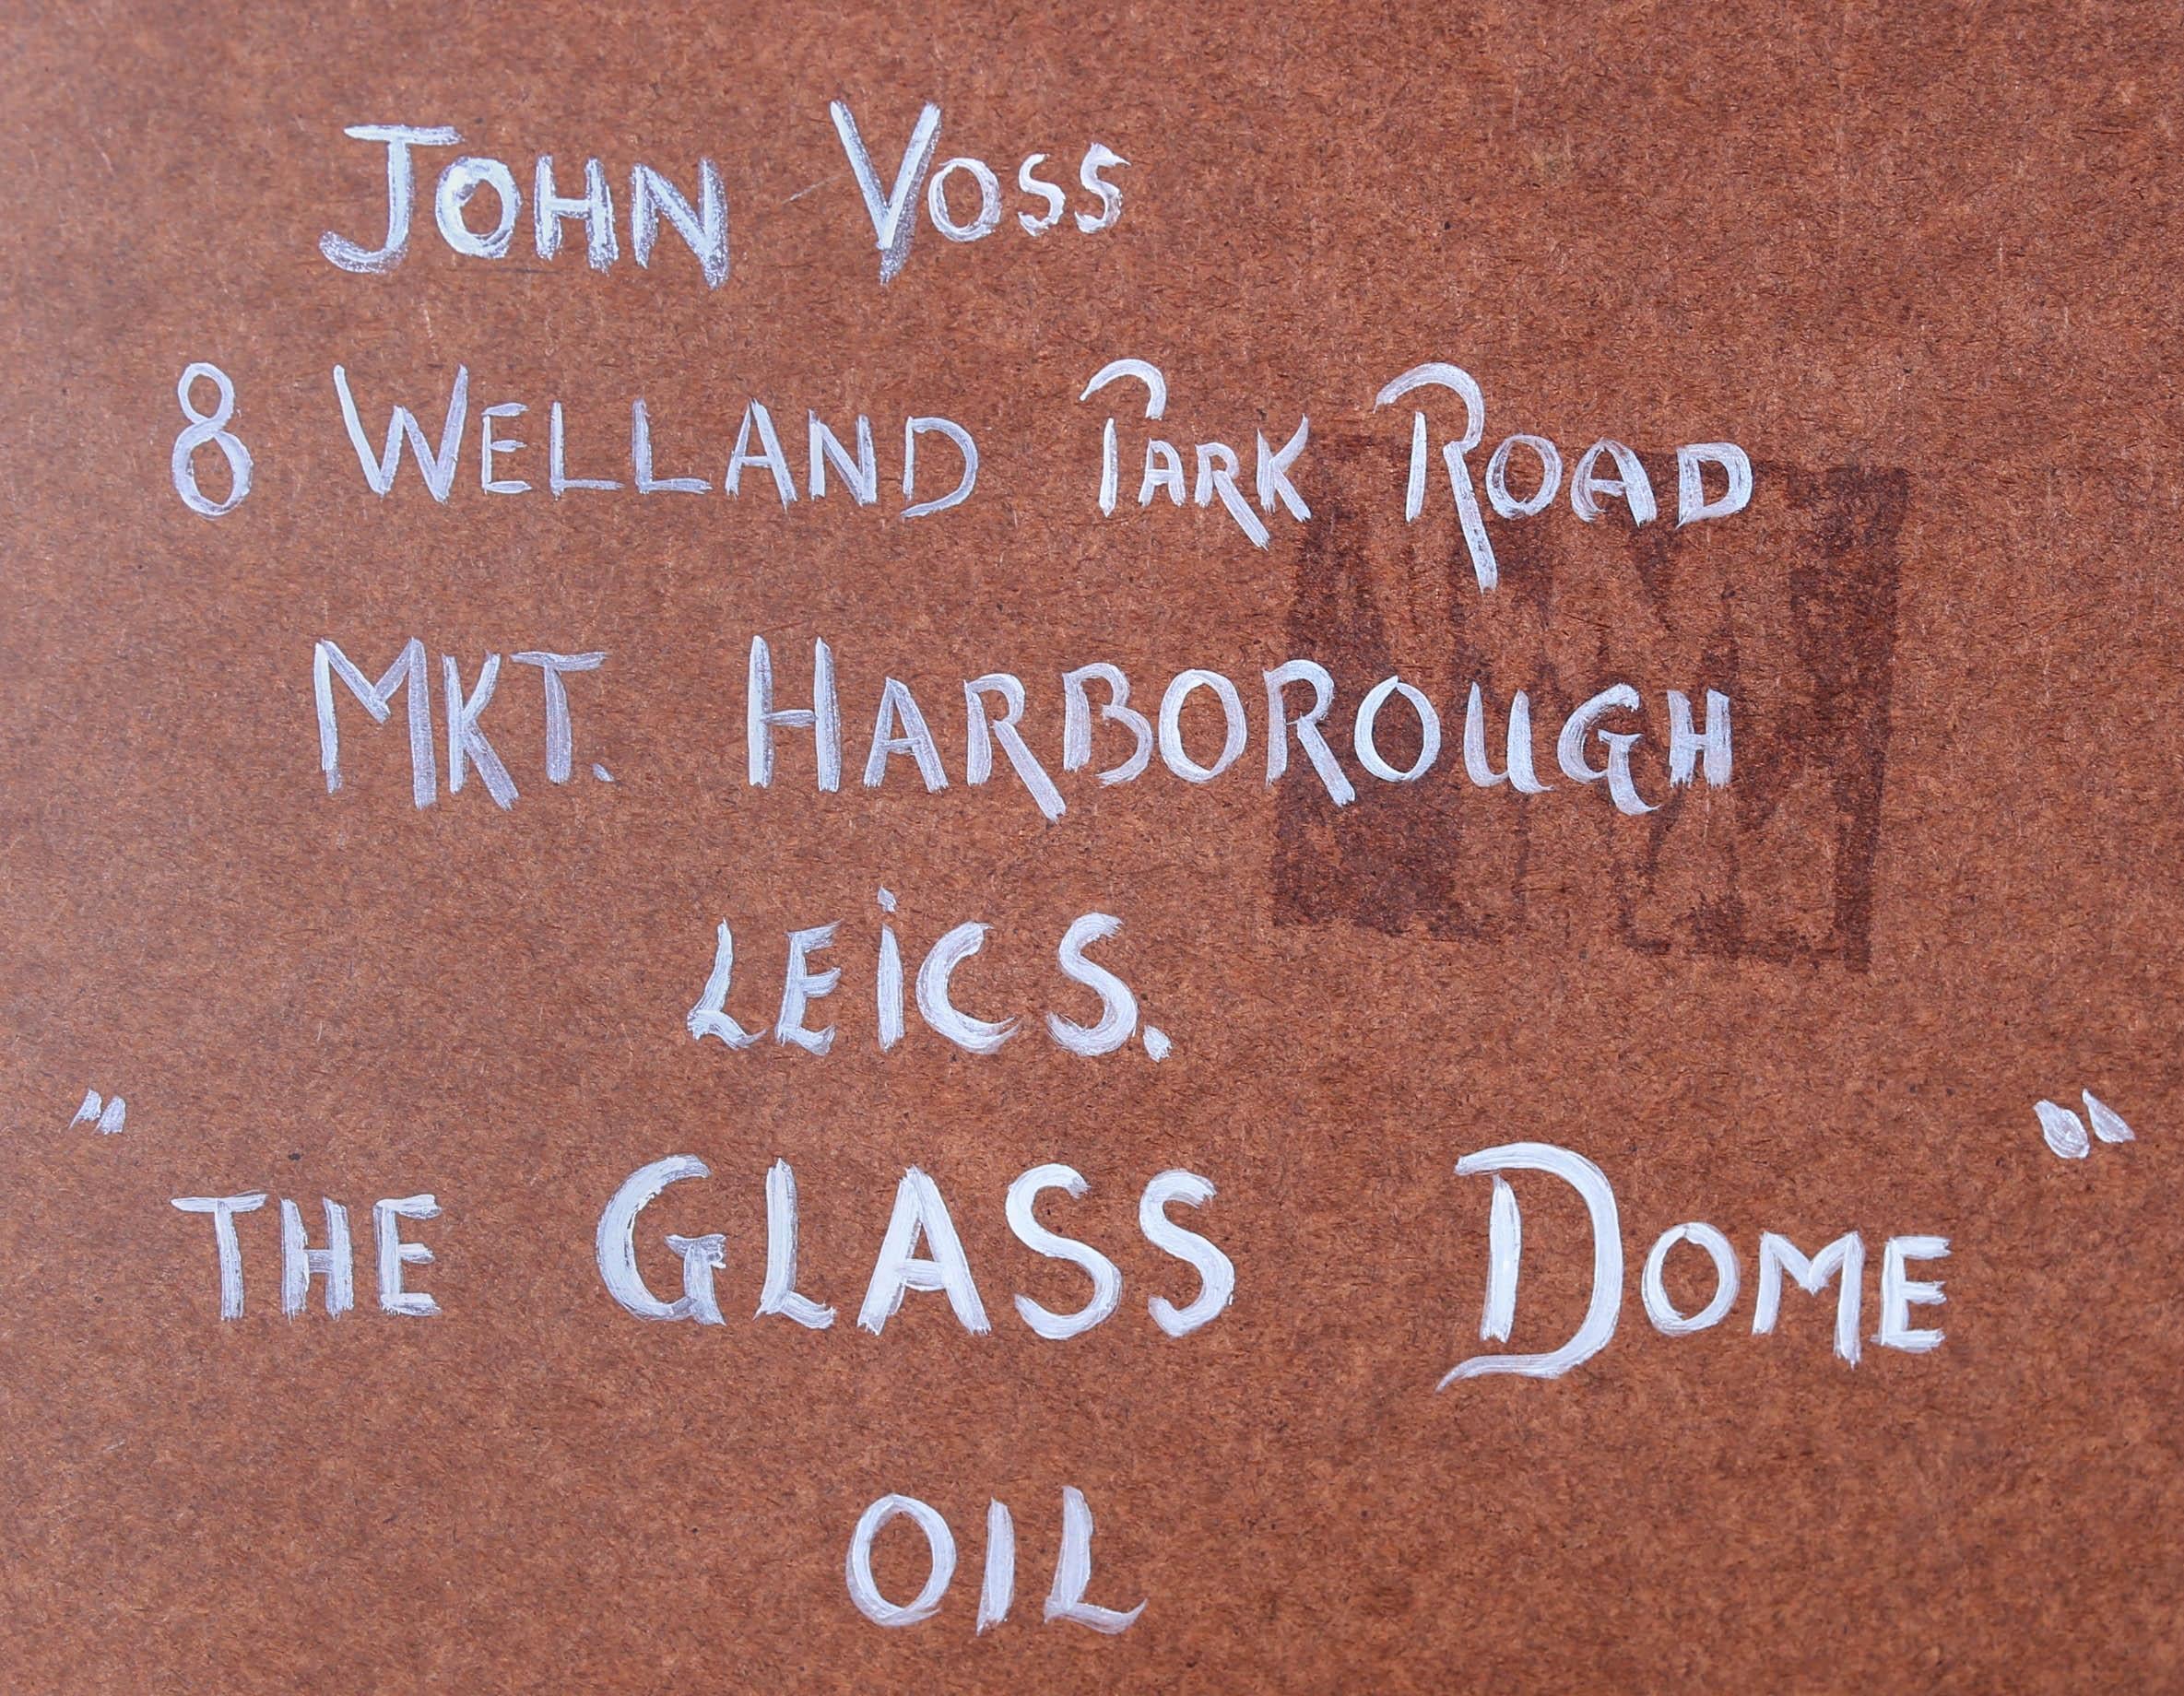 John Voss
8 Welland Park Road
Mkt. Harborough
Leics.
"The Glass Dome"
Oil